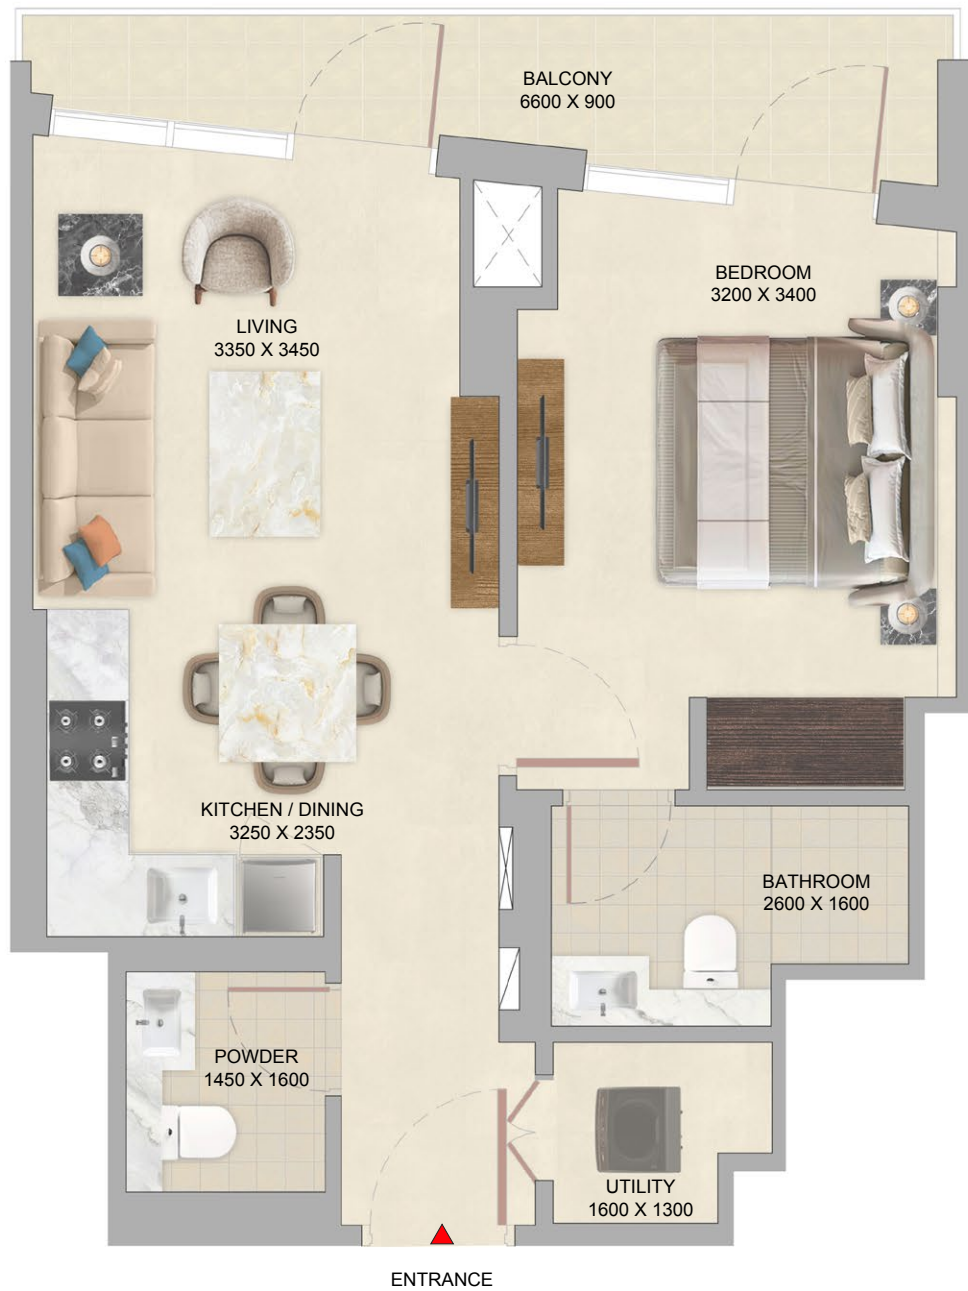 BALCONY
6600 X 900
BEDROOM
3200 X 3400
LIVING
3350 X 3450
KITCHEN / DINING
3250 X 2350
BATHROOM
2600 X 1600
POWDER
1450 X 1600
UTILITY
1600 X 1300
ENTRANCE